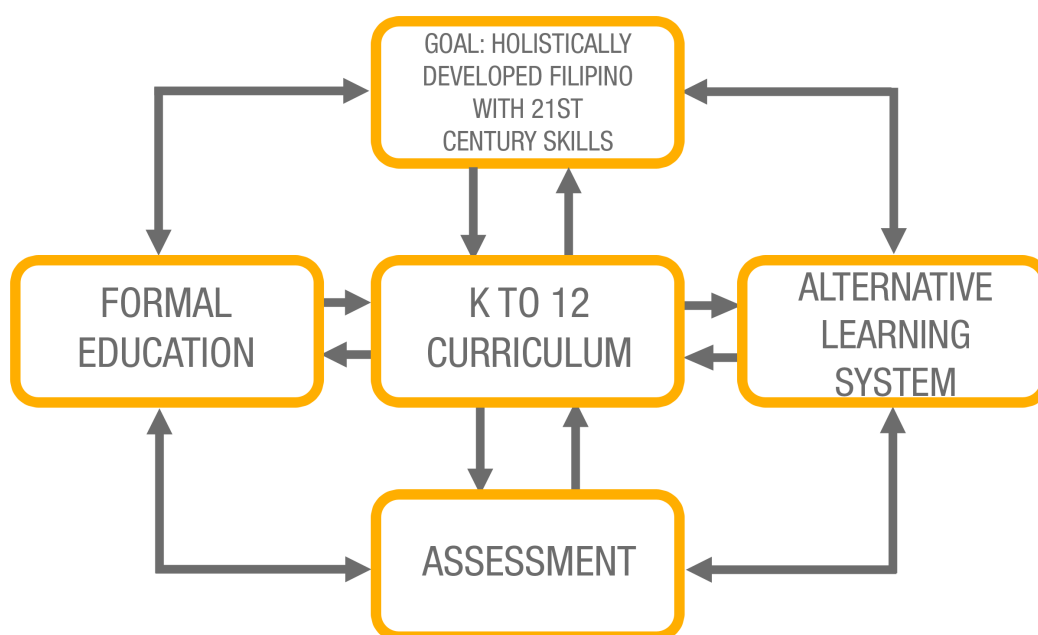 GOAL: HOLISTICALLY
DEVELOPED FILIPINO
WITH 21ST
CENTURY SKILLS
FORMAL
EDUCATION
K TO 12
CURRICULUM
ALTERNATIVE
LEARNING
SYSTEM
ASSESSMENT